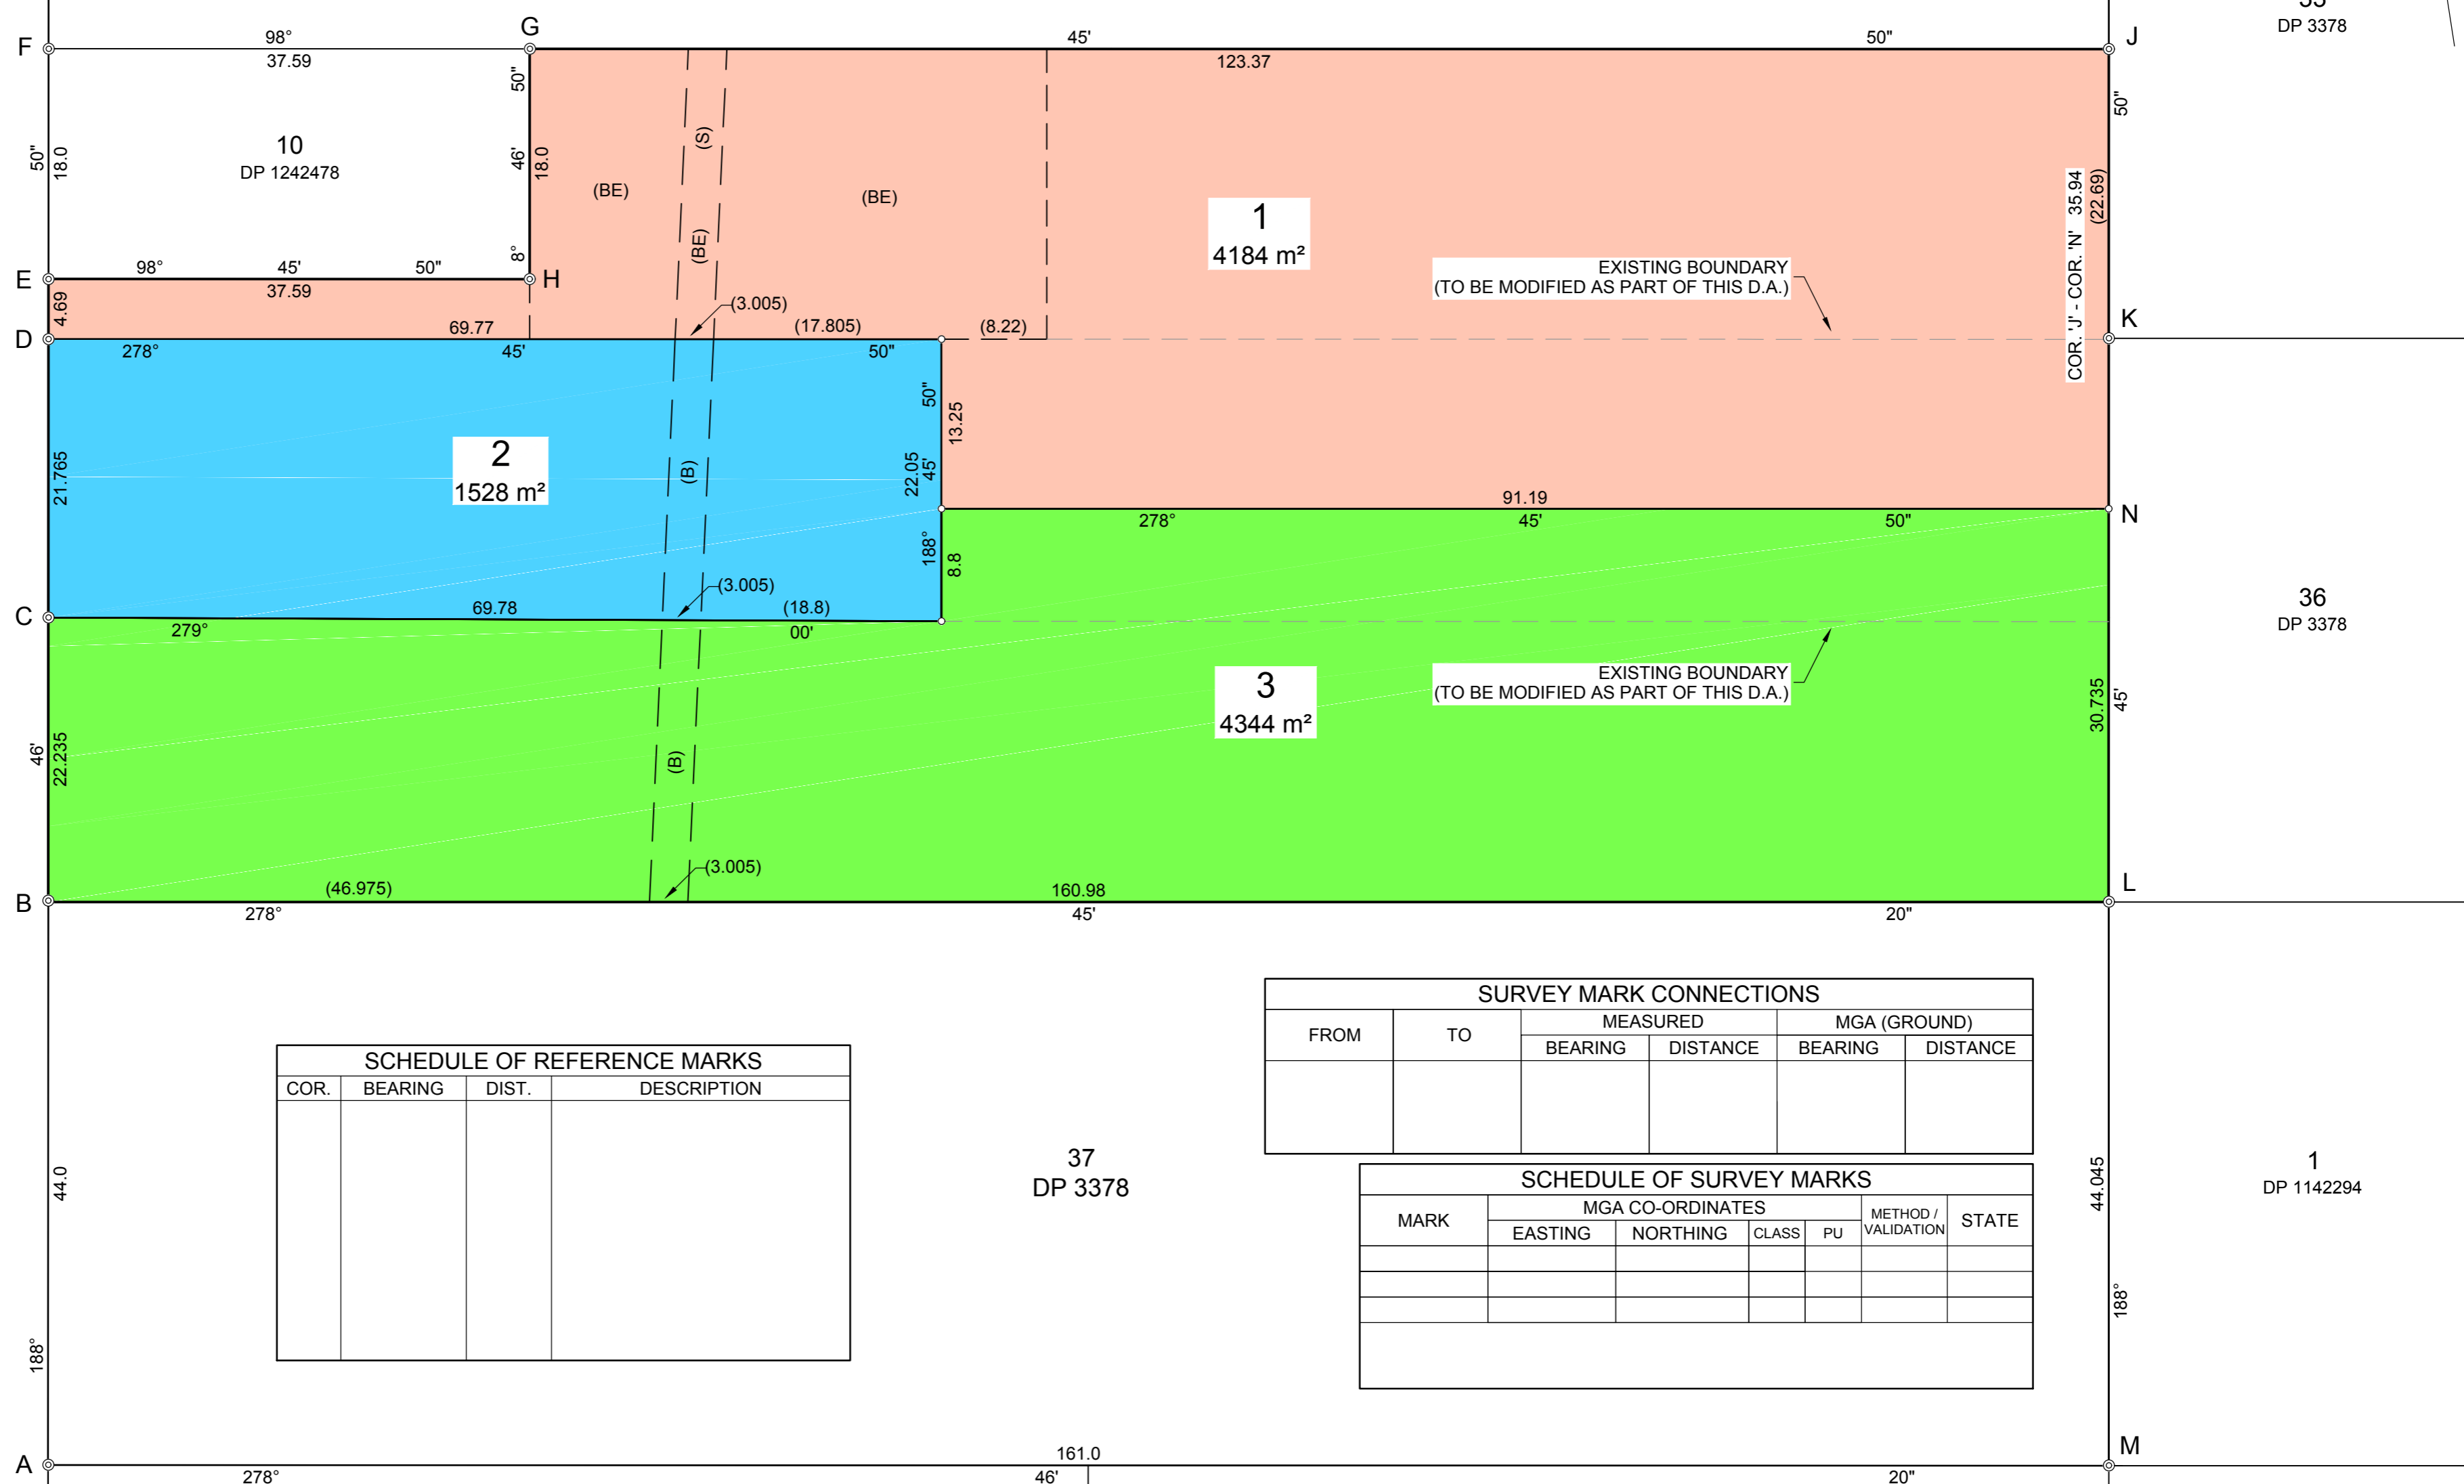 35
DP 3378
F
98°
37.59
G
45'
123.37
50"
J
50"
18.0
10
DP 1242478
50"
46'
8°
18.0
(BE)
(S)
(BE)
(BE)
1
4184 m²
EXISTING BOUNDARY
(TO BE MODIFIED AS PART OF THIS D.A.)
COR. 'J' - COR. 'N' 35.94
(22.69)
50"
E
98° 45' 50"
37.59
H
4.69
(3.005)
69.77
(17.805)
(8.22)
K
D
278° 45' 50"
21.765
2
1528 m²
(B)
50"
45'
188°
22.05
13.25
91.19
278° 45' 50"
N
8.8
(3.005)
C
69.78
(18.8)
279° 00'
36
DP 3378
46'
22.235
(B)
3
4344 m²
EXISTING BOUNDARY
(TO BE MODIFIED AS PART OF THIS D.A.)
30.735
45'
(3.005)
L
B
(46.975)
160.98
278° 45' 20"
SURVEY MARK CONNECTIONS
FROM TO MEASURED MGA (GROUND)
BEARING DISTANCE BEARING DISTANCE
SCHEDULE OF REFERENCE MARKS
COR. BEARING DIST. DESCRIPTION
44.0
188°
37
DP 3378
SCHEDULE OF SURVEY MARKS
MARK MGA CO-ORDINATES METHOD / VALIDATION STATE
EASTING NORTHING CLASS PU
44.045
188°
1
DP 1142294
M
A
161.0
278° 46' 20"